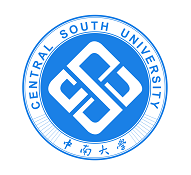 CENTRAL SOUTH UNIVERSITY
中南大学